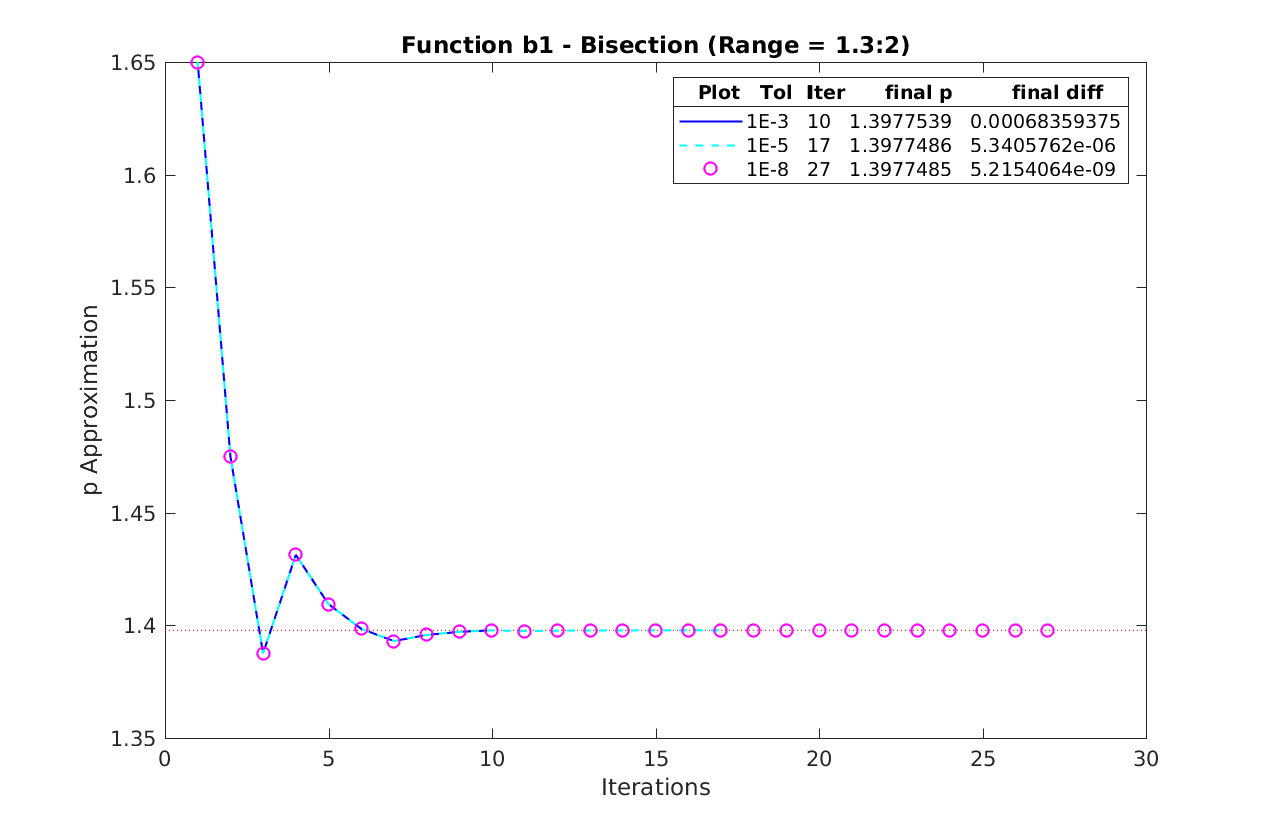 Function b1 - Bisection (Range = 1.3:2)
Plot Tol Iter final p final diff
1E-3 10 1.3977539 0.00068359375
1E-5 17 1.3977486 5.3405762e-06
1E-8 27 1.3977485 5.2154064e-09
1.65
1.6
1.55
1.5
1.45
1.4
1.35
p Approximation
0 5 10 15 20 25 30
Iterations